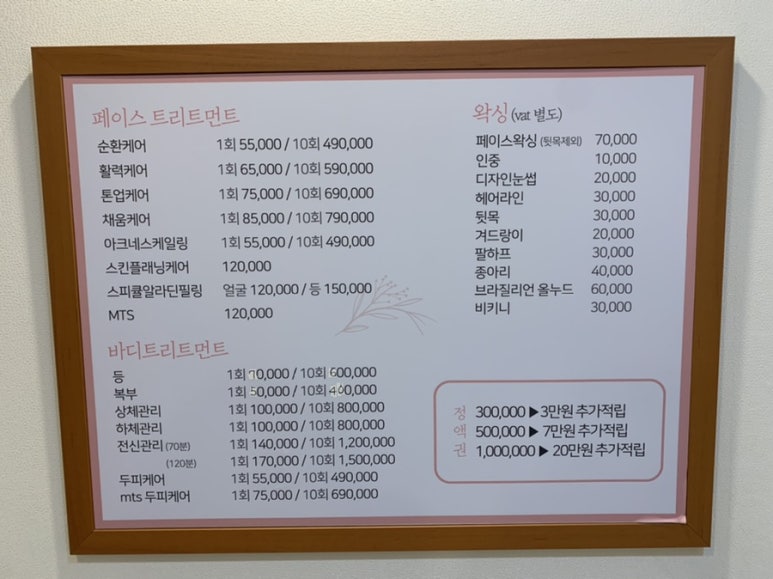 페이스 트리트먼트
순환케어 1회 55,000 / 10회 490,000
활력케어 1회 65,000 / 10회 590,000
톤업케어 1회 75,000 / 10회 690,000
채움케어 1회 85,000 / 10회 790,000
아크네스케일링 1회 55,000 / 10회 490,000
스킨플래닝케어 120,000
스피큘알라딘필링 얼굴 120,000 / 등 150,000
MTS 120,000
바디트리트먼트
등 1회 / 10회
복부 1회 / 10회
상체관리 1회 100,000 / 10회 800,000
하체관리 1회 100,000 / 10회 800,000
전신관리 (70분) 1회 140,000 / 10회 1,200,000
(120분) 1회 170,000 / 10회 1,500,000
두피케어 1회 55,000 / 10회 490,000
mts 두피케어 1회 75,000 / 10회 690,000
왁싱 (vat 별도)
페이스왁싱 (뒷목제외) 70,000
인중 10,000
디자인눈썹 20,000
헤어라인 30,000
뒷목 30,000
겨드랑이 20,000
팔하프 30,000
종아리 40,000
브라질리언 올누드 60,000
비키니 30,000
정 300,000 ▶ 3만원 추가적립
액 500,000 ▶ 7만원 추가적립
권 1,000,000 ▶ 20만원 추가적립